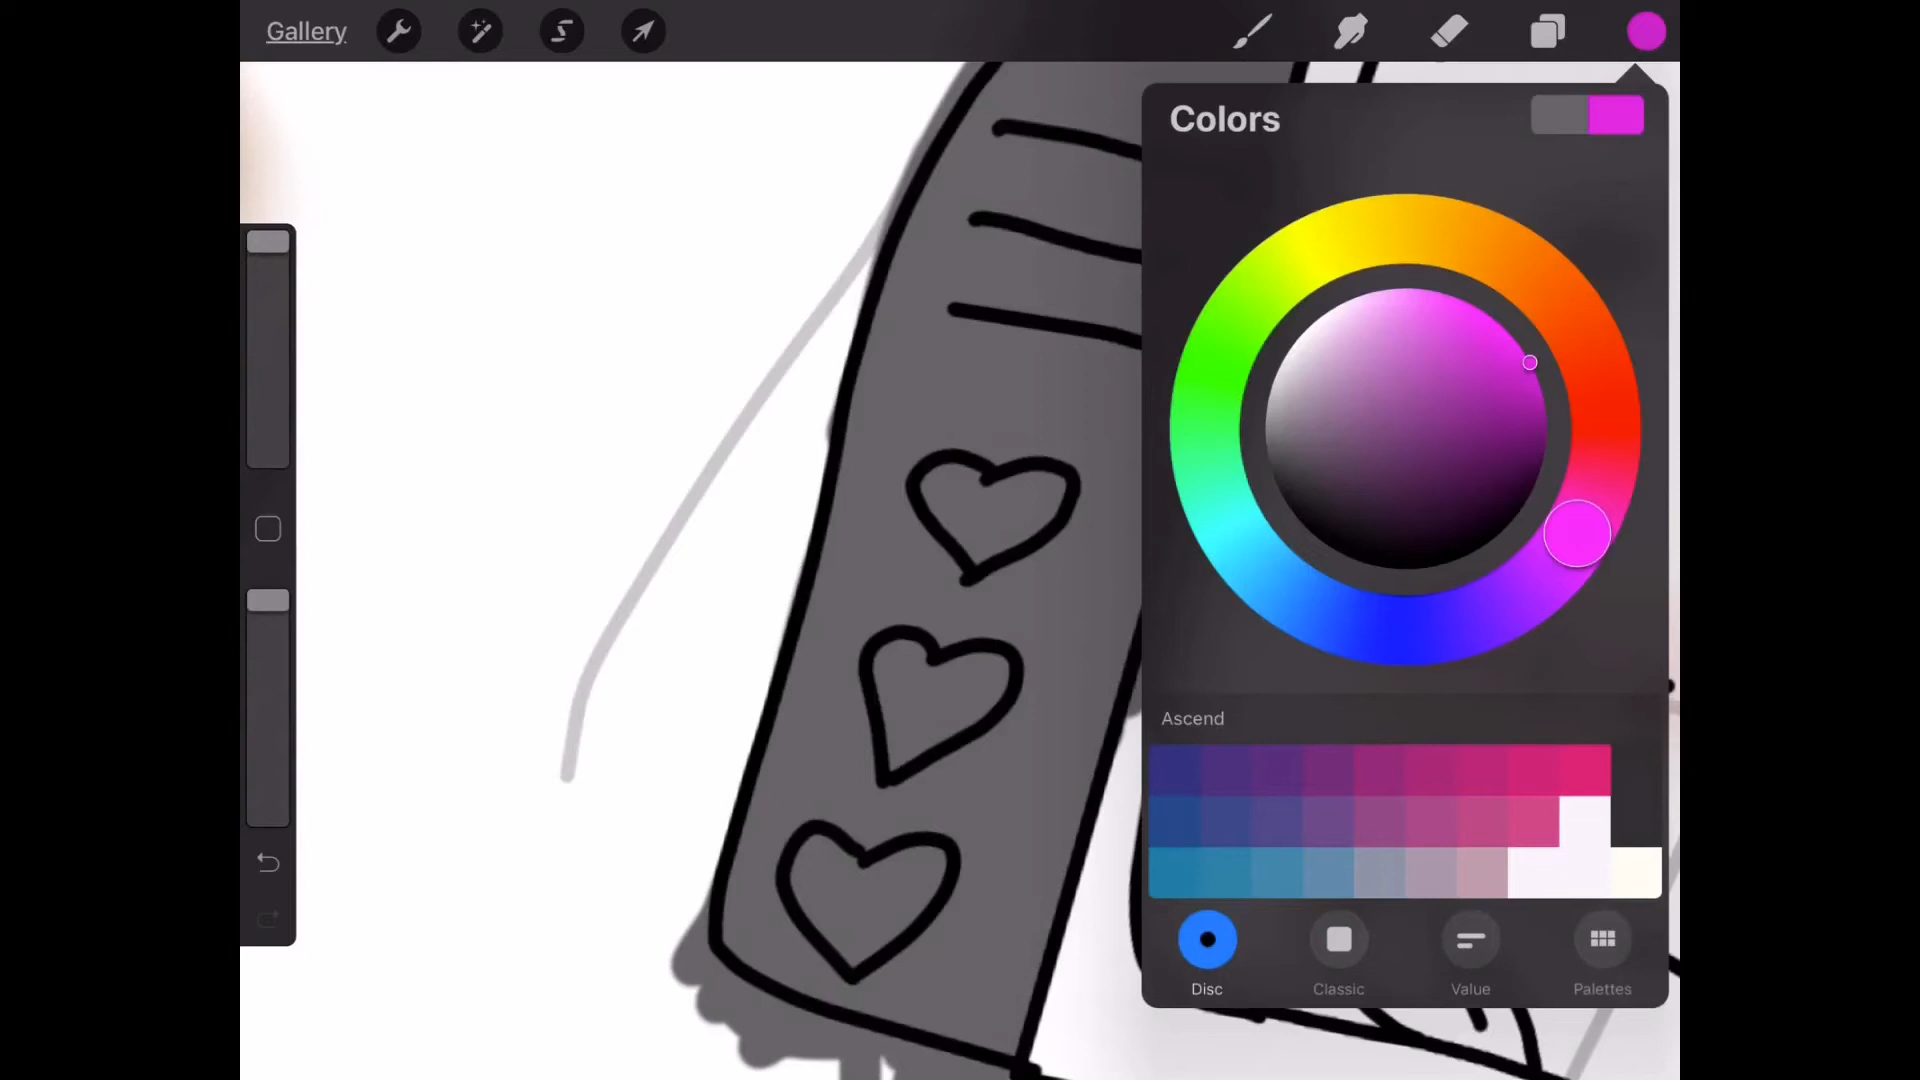 Gallery
Colors
Ascend
Disc
Classic
Value
Palettes